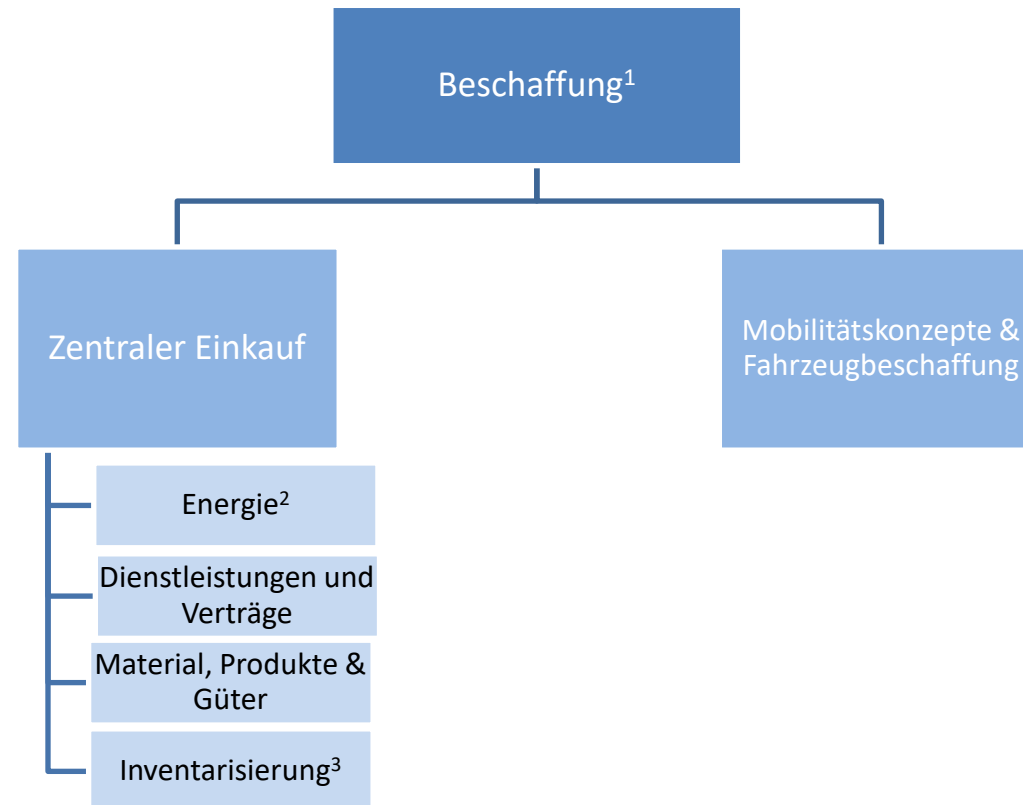 Beschaffung¹
Zentraler Einkauf
Mobilitätskonzepte &
Fahrzeugbeschaffung
Energie²
Dienstleistungen und
Verträge
Material, Produkte &
Güter
Inventarisierung³